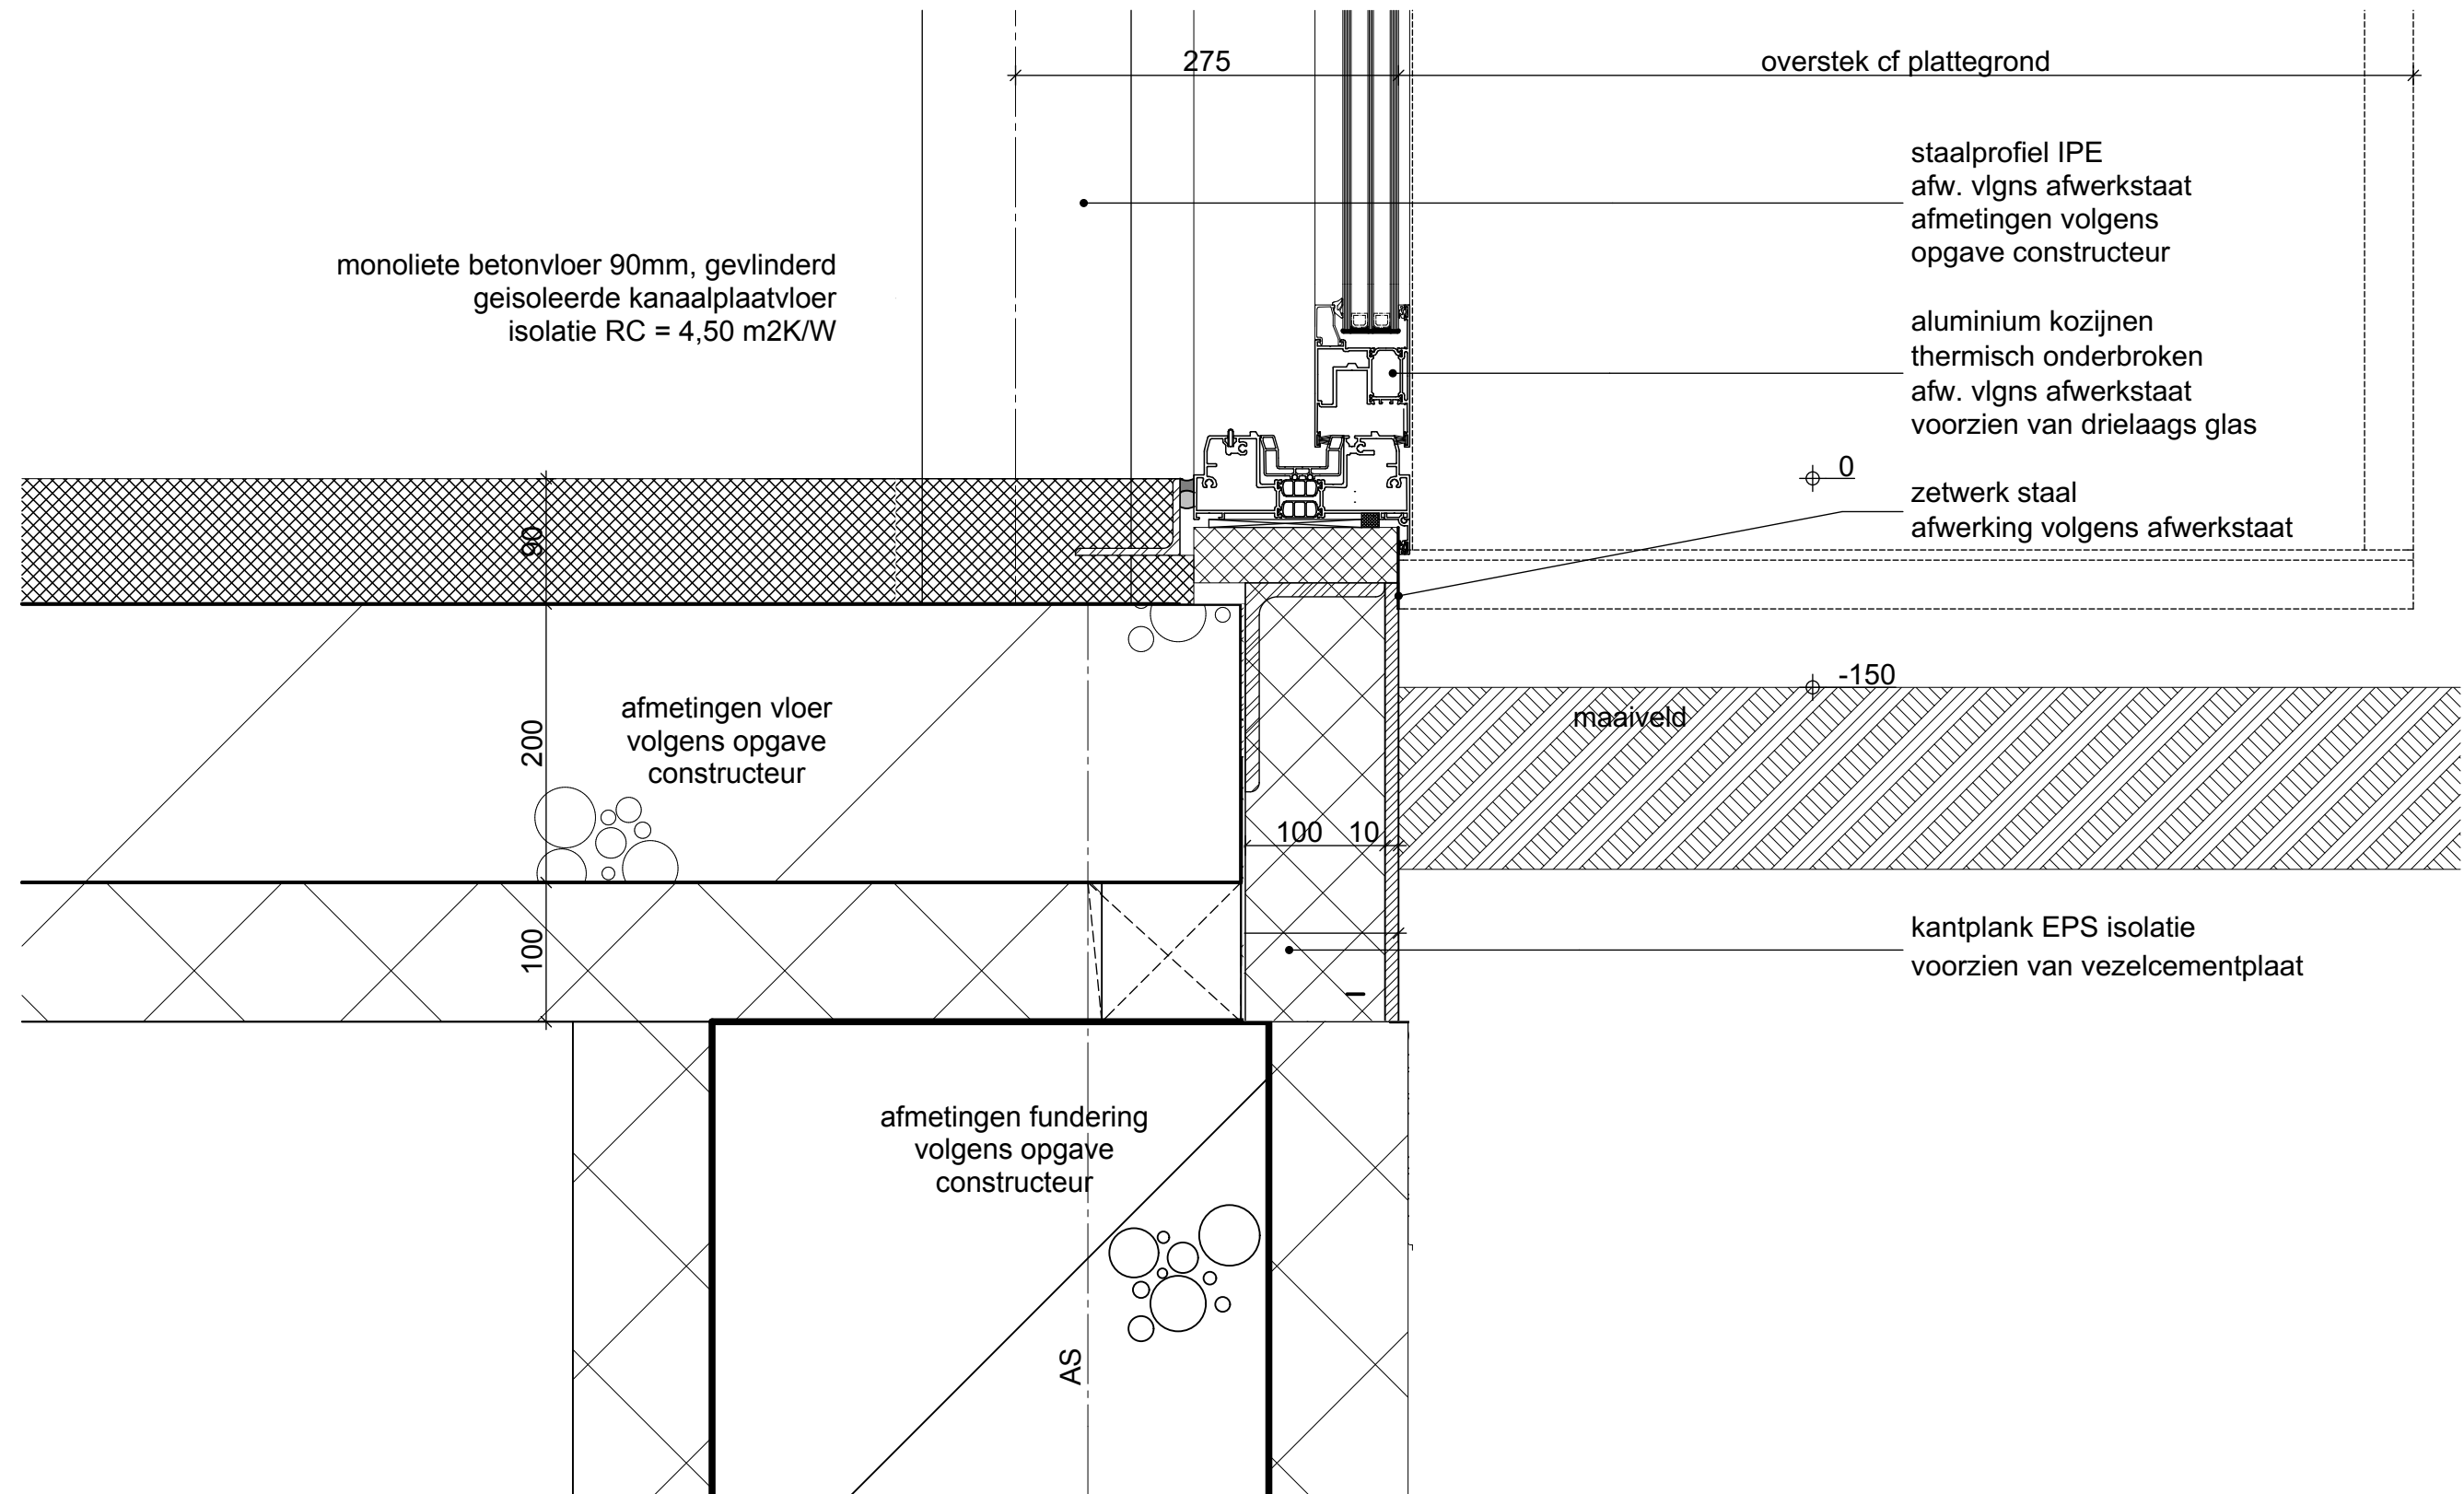 275
overstek cf plattegrond
staalprofiel IPE
afw. vlgns afwerkstaat
afmetingen volgens
opgave constructeur
monoliete betonvloer 90mm, gevlinderd
geisoleerde kanaalplaatvloer
isolatie RC = 4,50 m2K/W
aluminium kozijnen
thermisch onderbroken
afw. vlgns afwerkstaat
voorzien van drielaags glas
0
zetwerk staal
afwerking volgens afwerkstaat
90
-150
maaiveld
afmetingen vloer
volgens opgave
constructeur
200
100
10
kantplank EPS isolatie
voorzien van vezelcementplaat
100
afmetingen fundering
volgens opgave
constructeur
AS